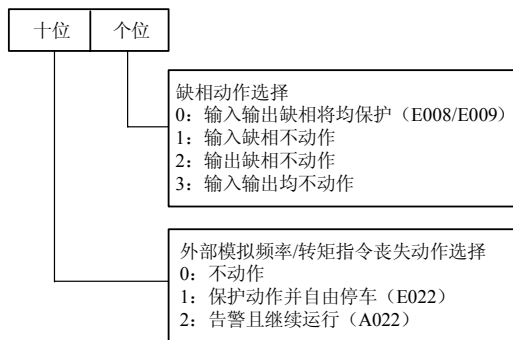 十位
个位
缺相动作选择
0：输入输出缺相将均保护（E008/E009）
1：输入缺相不动作
2：输出缺相不动作
3：输入输出均不动作
外部模拟频率/转矩指令丧失动作选择
0：不动作
1：保护动作并自由停车（E022）
2：告警且继续运行（A022）